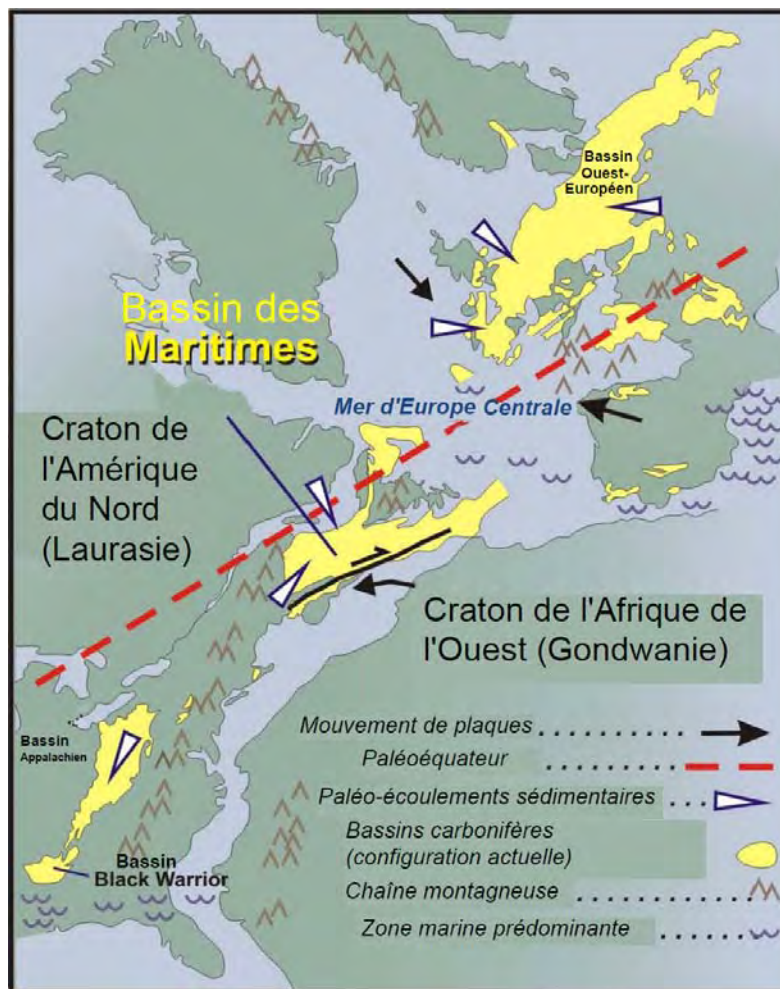 Bassin
Ouest-
Européen
Bassin des
Maritimes
Mer d'Europe Centrale
Craton de
l'Amérique
du Nord
(Laurasie)
Craton de l'Afrique de
l'Ouest (Gondwanie)
Bassin
Appalachien
Bassin
Black Warrior
Mouvement de plaques
Paléoéquateur
Paléo-écoulements sédimentaires
Bassins carbonifères
(configuration actuelle)
Chaîne montagneuse
Zone marine prédominante